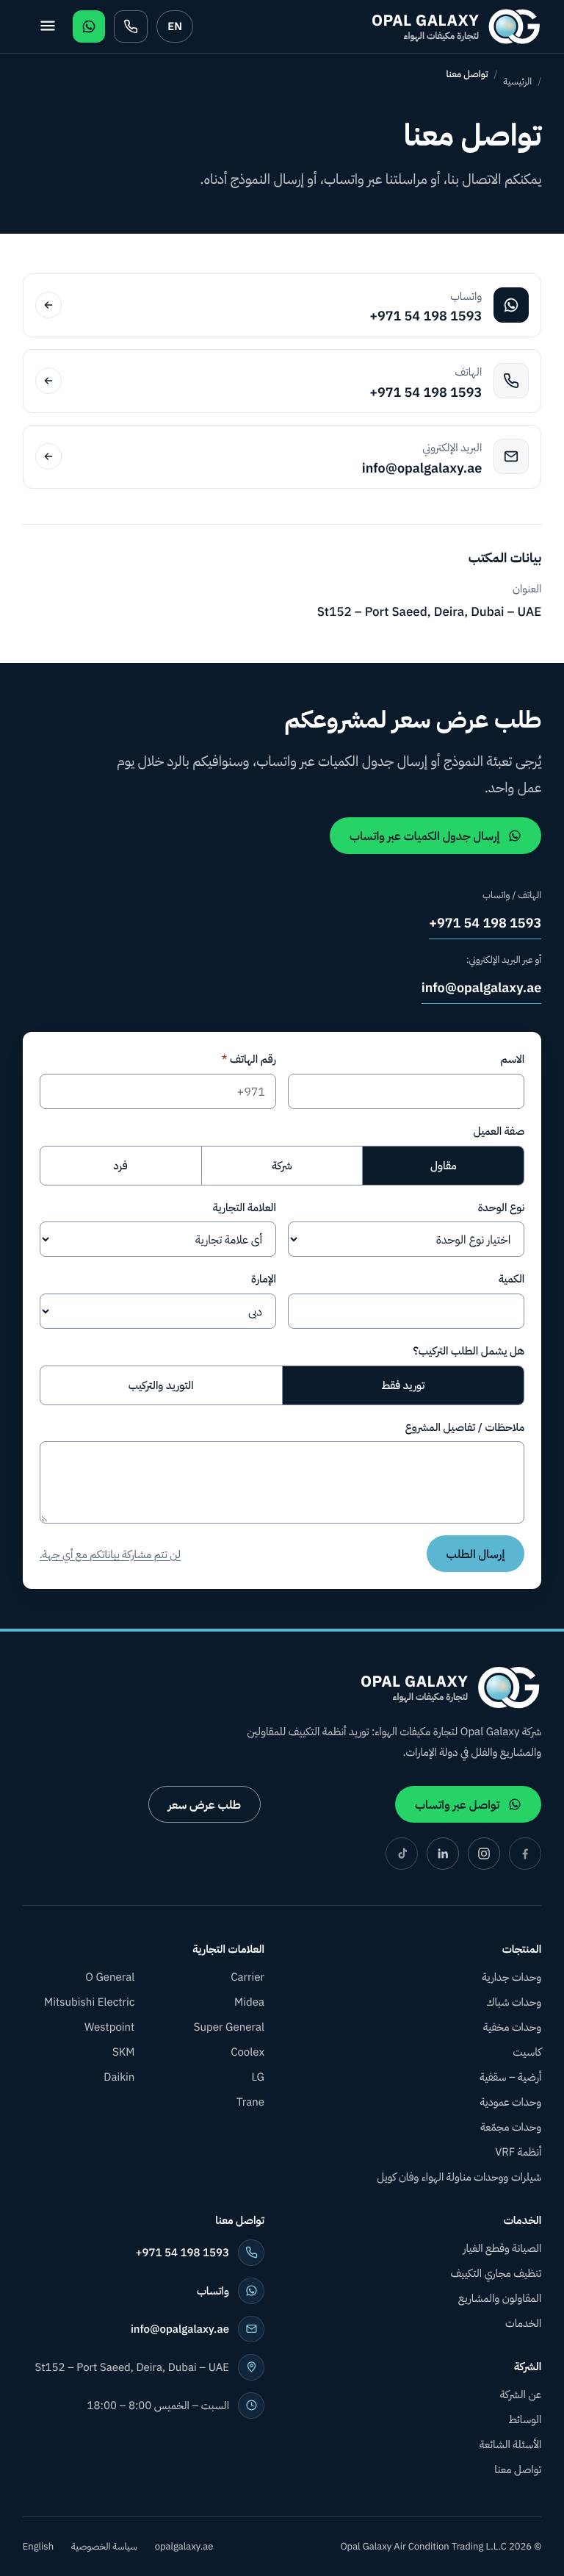 OPAL GALAXY
لتجارة مكيفات الهواء
EN
/ الرئيسية / تواصل معنا
تواصل معنا
يمكنكم الاتصال بنا، أو مراسلتنا عبر واتساب، أو إرسال النموذج أدناه.
واتساب
+971 54 198 1593
الهاتف
+971 54 198 1593
البريد الإلكتروني
info@opalgalaxy.ae
بيانات المكتب
العنوان
St152 – Port Saeed, Deira, Dubai – UAE
طلب عرض سعر لمشروعكم
يُرجى تعبئة النموذج أو إرسال جدول الكميات عبر واتساب، وسنوافيكم بالرد خلال يوم
عمل واحد.
إرسال جدول الكميات عبر واتساب
الهاتف / واتساب
+971 54 198 1593
أو عبر البريد الإلكتروني:
info@opalgalaxy.ae
الاسم
رقم الهاتف *
+971
صفة العميل
مقاول
شركة
فرد
نوع الوحدة
العلامة التجارية
اختيار نوع الوحدة
أي علامة تجارية
الكمية
الإمارة
دبي
هل يشمل الطلب التركيب؟
توريد فقط
التوريد والتركيب
ملاحظات / تفاصيل المشروع
إرسال الطلب
لن تتم مشاركة بياناتكم مع أي جهة.
OPAL GALAXY
لتجارة مكيفات الهواء
شركة Opal Galaxy لتجارة مكيفات الهواء: توريد أنظمة التكييف للمقاولين
والمشاريع والفلل في دولة الإمارات.
تواصل عبر واتساب
طلب عرض سعر
المنتجات
وحدات جدارية
وحدات شباك
وحدات مخفية
كاسيت
أرضية – سقفية
وحدات عمودية
وحدات مجمّعة
أنظمة VRF
شيلرات ووحدات مناولة الهواء وفان كويل
العلامات التجارية
Carrier
O General
Midea
Mitsubishi Electric
Super General
Westpoint
Coolex
SKM
LG
Daikin
Trane
الخدمات
الصيانة وقطع الغيار
تنظيف مجاري التكييف
المقاولون والمشاريع
الخدمات
الشركة
عن الشركة
الوسائط
الأسئلة الشائعة
تواصل معنا
تواصل معنا
+971 54 198 1593
واتساب
info@opalgalaxy.ae
St152 – Port Saeed, Deira, Dubai – UAE
السبت – الخميس 8:00 – 18:00
© 2026 Opal Galaxy Air Condition Trading L.L.C
opalgalaxy.ae
سياسة الخصوصية
English